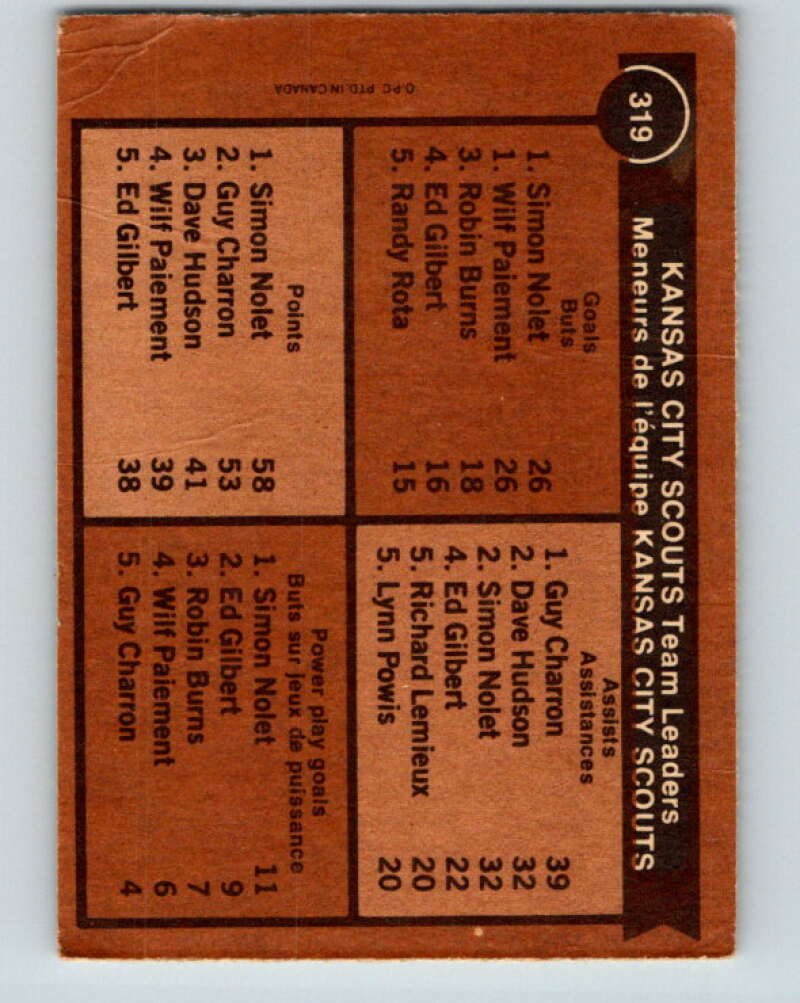 319
KANSAS CITY SCOUTS Team Leaders
Meneurs de l'équipe KANSAS CITY SCOUTS
Goals
Buts
1. Simon Nolet 26
1. Wilf Paiement 26
3. Robin Burns 18
4. Ed Gilbert 16
5. Randy Rota 15
Assists
Assistances
1. Guy Charron 39
2. Dave Hudson 32
2. Simon Nolet 32
4. Ed Gilbert 22
5. Richard Lemieux 20
5. Lynn Powis 20
Points
1. Simon Nolet 58
2. Guy Charron 53
3. Dave Hudson 41
4. Wilf Paiement 39
5. Ed Gilbert 38
Power play goals
Buts sur jeux de puissance
1. Simon Nolet 11
2. Ed Gilbert 9
3. Robin Burns 7
4. Wilf Paiement 6
5. Guy Charron 4
O.P.C. PTD. IN CANADA